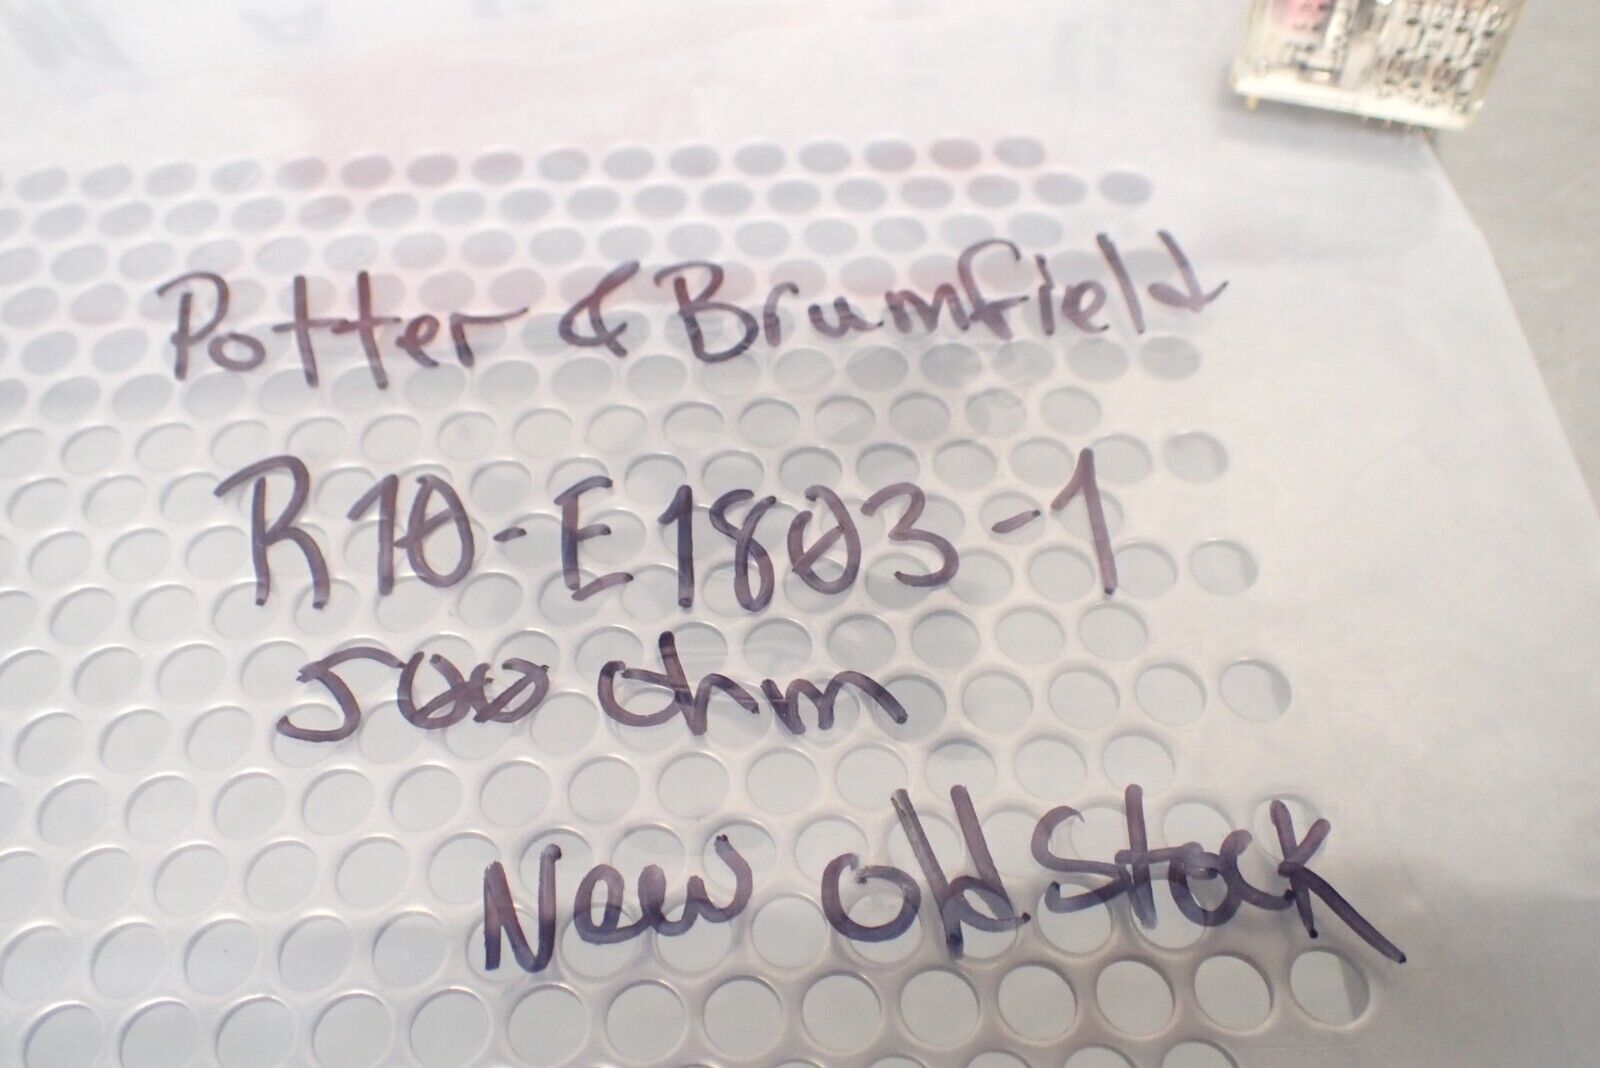 Potter & Brumfield
R10-E1803-1
500 ohm
New old Stock